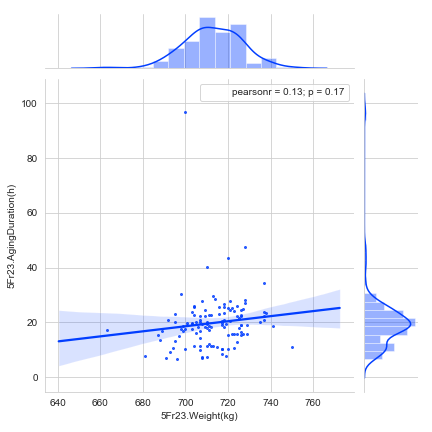 pearsonr = 0.13; p = 0.17
100
80
60
40
20
0
5Fr23.AgingDuration(h)
640 660 680 700 720 740 760
5Fr23.Weight(kg)